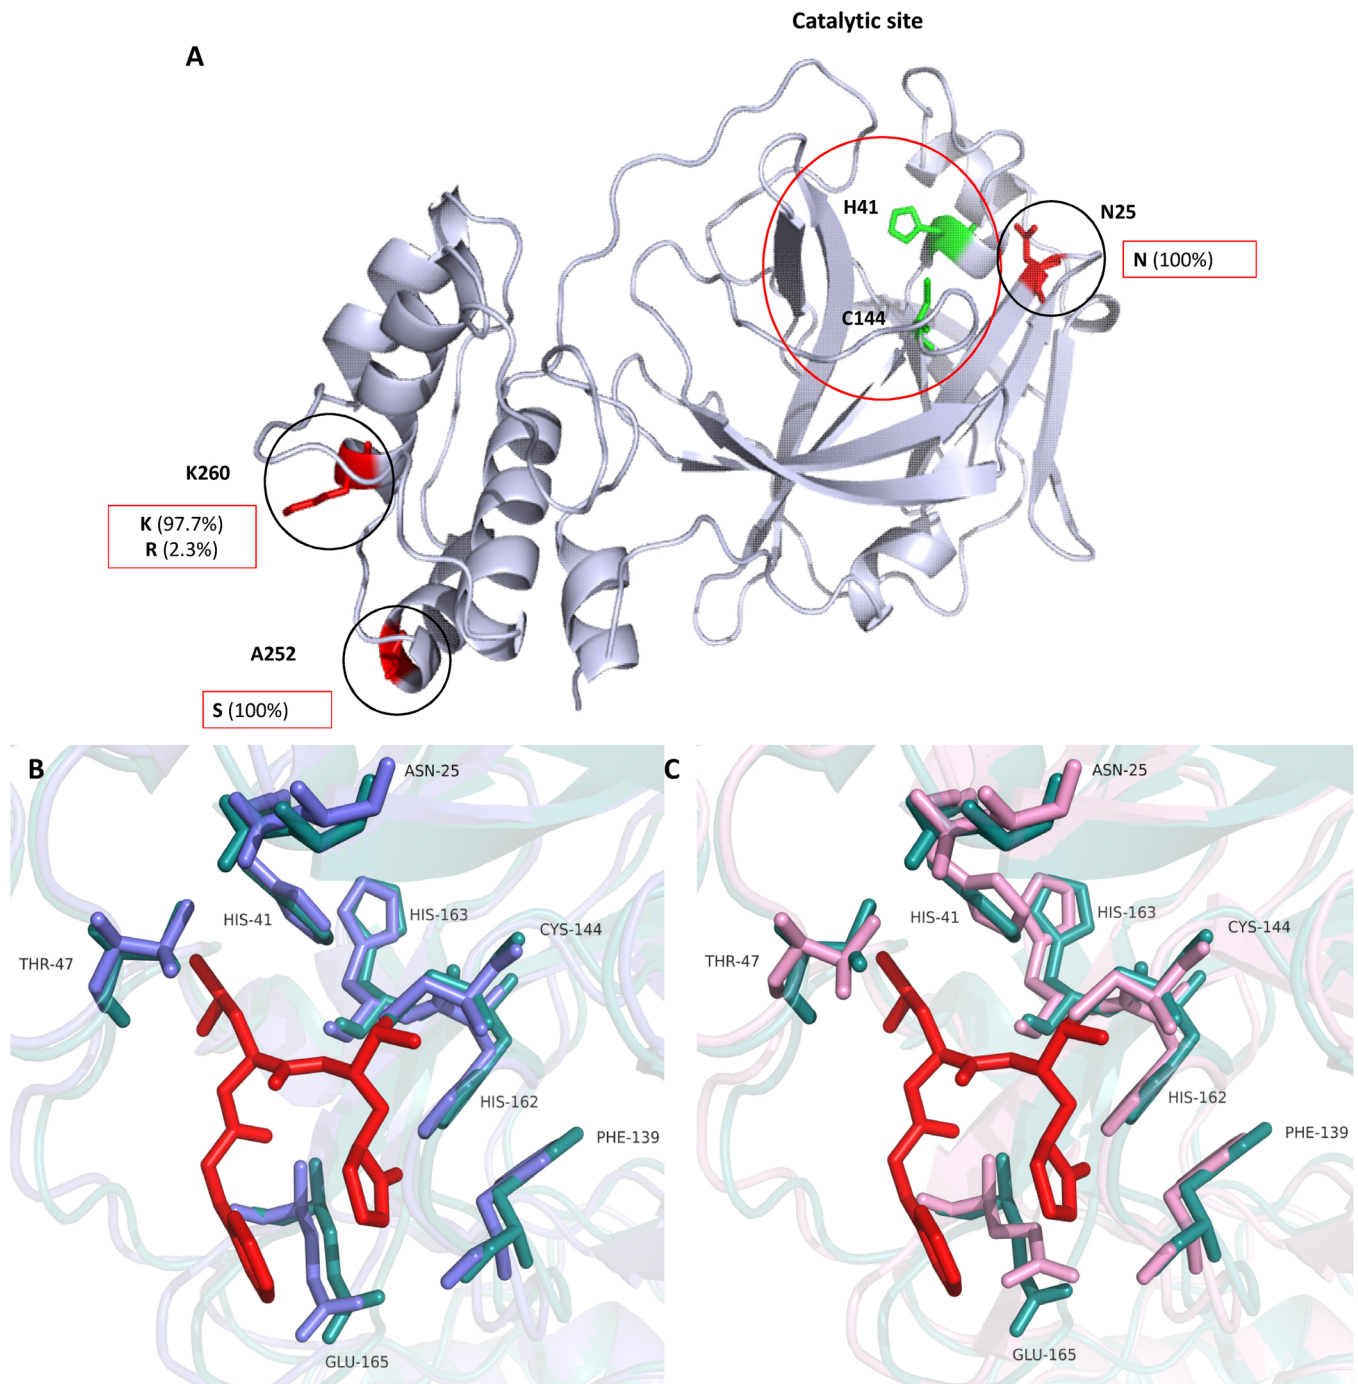 Catalytic site
A
H41
N25
N (100%)
C144
K260
K (97.7%)
R (2.3%)
A252
S (100%)
B
ASN-25
HIS-41
HIS-163
CYS-144
THR-47
HIS-162
PHE-139
GLU-165
C
ASN-25
HIS-41
HIS-163
CYS-144
THR-47
HIS-162
PHE-139
GLU-165